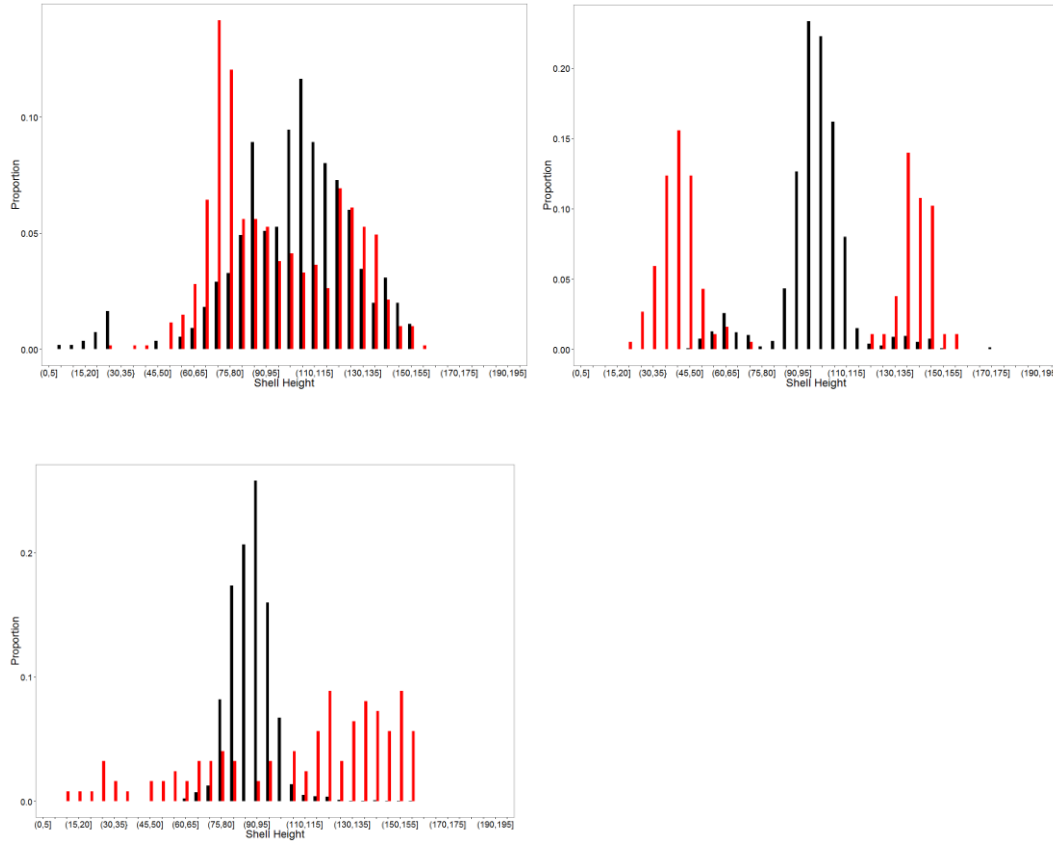 0.10
0.05
0.00
Proportion
(0,5] (15,20] (30,35] (45,50] (60,65] (75,80] (90,95] (110,115] (130,135] (150,155] (170,175] (190,195]
Shell Height
0.20
0.15
0.10
0.05
0.00
Proportion
(0,5] (15,20] (30,35] (45,50] (60,65] (75,80] (90,95] (110,115] (130,135] (150,155] (170,175] (190,195
Shell Height
0.2
0.1
0.0
Proportion
(0,5] (15,20] (30,35] (45,50] (60,65] (75,80] (90,95] (110,115] (130,135] (150,155] (170,175] (190,195]
Shell Height